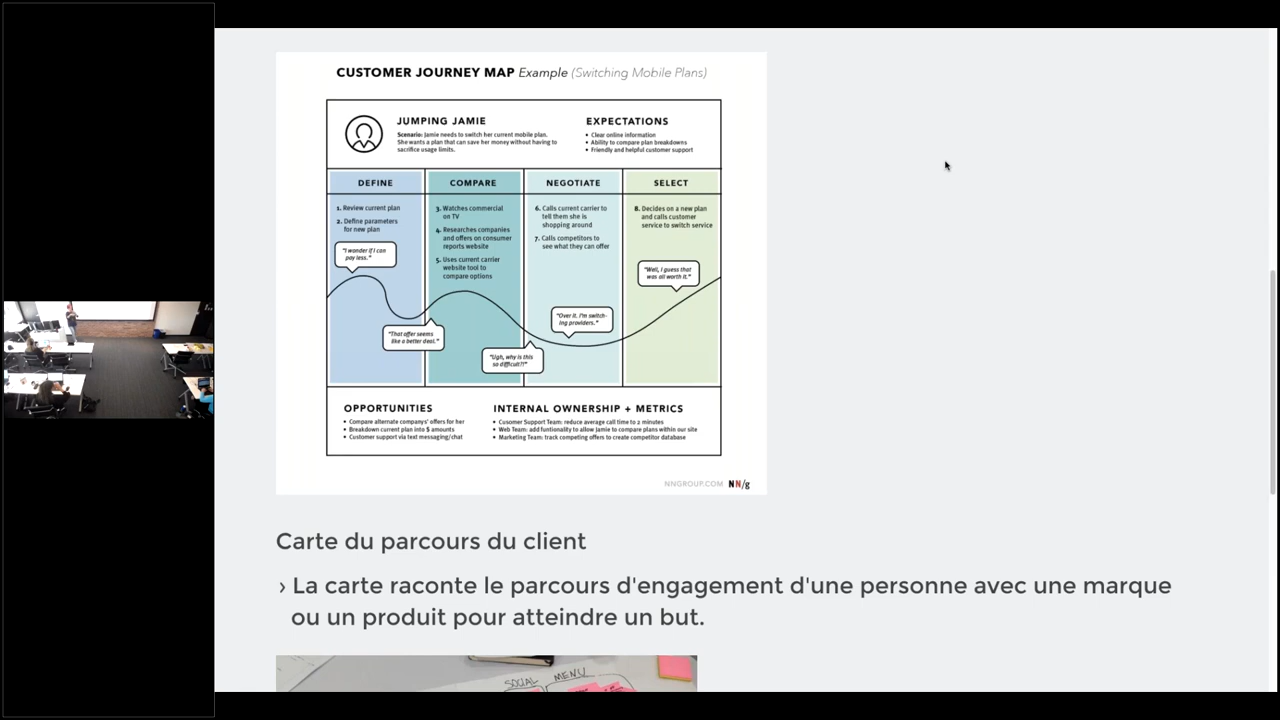 CUSTOMER JOURNEY MAP Example (Switching Mobile Plans)
JUMPING JAMIE
Scenario: Jamie needs to switch her current mobile plan.
She wants a plan that can save her money without having to
sacrifice usage limits.
EXPECTATIONS
• Clear online information
• Ability to compare plan breakdowns
• Friendly and helpful customer support
DEFINE
1. Review current plan
2. Define parameters
for new plan
"I wonder if I can
pay less."
COMPARE
3. Watches commercial
on TV
4. Researches companies
and offers on consumer
reports website
5. Uses current carrier
website tool to
compare options
"That offer seems
like a better deal."
NEGOTIATE
6. Calls current carrier to
tell them she is
shopping around
7. Calls competitors to
see what they can offer
"Ugh, why is this
so difficult?!"
"Over it. I'm switch-
ing providers."
SELECT
8. Decides on a new plan
and calls customer
service to switch service
"Well, I guess that
was all worth it."
OPPORTUNITIES
• Compare alternate companys' offers for her
• Breakdown current plan into $ amounts
• Customer support via text messaging/chat
INTERNAL OWNERSHIP + METRICS
• Cusomer Support Team: reduce average call time to 2 minutes
• Web Team: add funtionality to allow Jamie to compare plans within our site
• Marketing Team: track competing offers to create competitor database
NNGROUP.COM NN/g
Carte du parcours du client
› La carte raconte le parcours d'engagement d'une personne avec une marque
ou un produit pour atteindre un but.
SOCIAL MENU